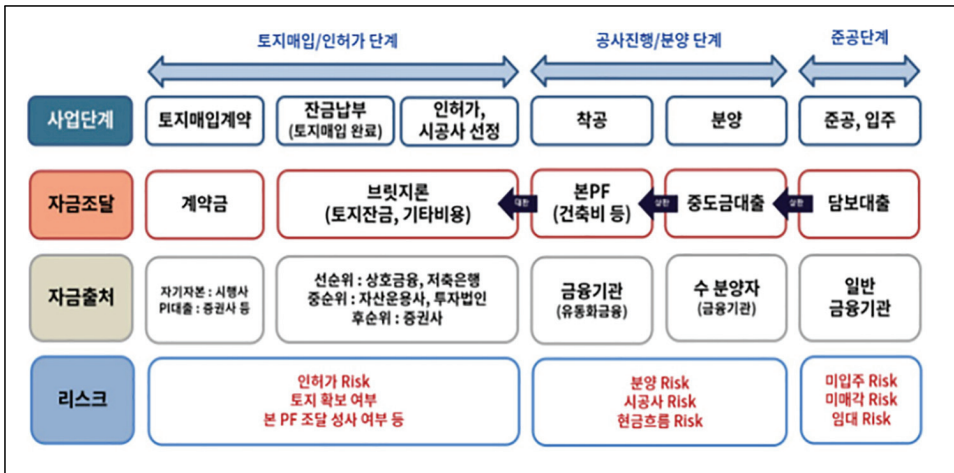 토지매입/인허가 단계
공사진행/분양 단계
준공단계
사업단계
토지매입계약
잔금납부
(토지매입 완료)
인허가,
시공사 선정
착공
분양
준공, 입주
자금조달
계약금
브릿지론
(토지잔금, 기타비용)
대환
본PF
(건축비 등)
상환
중도금대출
상환
담보대출
자금출처
자기자본 : 시행사
PI대출 : 증권사 등
선순위 : 상호금융, 저축은행
중순위 : 자산운용사, 투자법인
후순위 : 증권사
금융기관
(유동화금융)
수 분양자
(금융기관)
일반
금융기관
리스크
인허가 Risk
토지 확보 여부
본 PF 조달 성사 여부 등
분양 Risk
시공사 Risk
현금흐름 Risk
미입주 Risk
미매각 Risk
임대 Risk